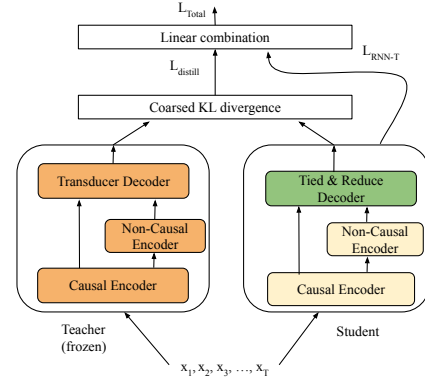 L_Total
Linear combination
L_distill
L_RNN-T
Coarsed KL divergence
Transducer Decoder
Non-Causal
Encoder
Causal Encoder
Teacher
(frozen)
Tied & Reduce
Decoder
Non-Causal
Encoder
Causal Encoder
Student
x_1, x_2, x_3, ..., x_T